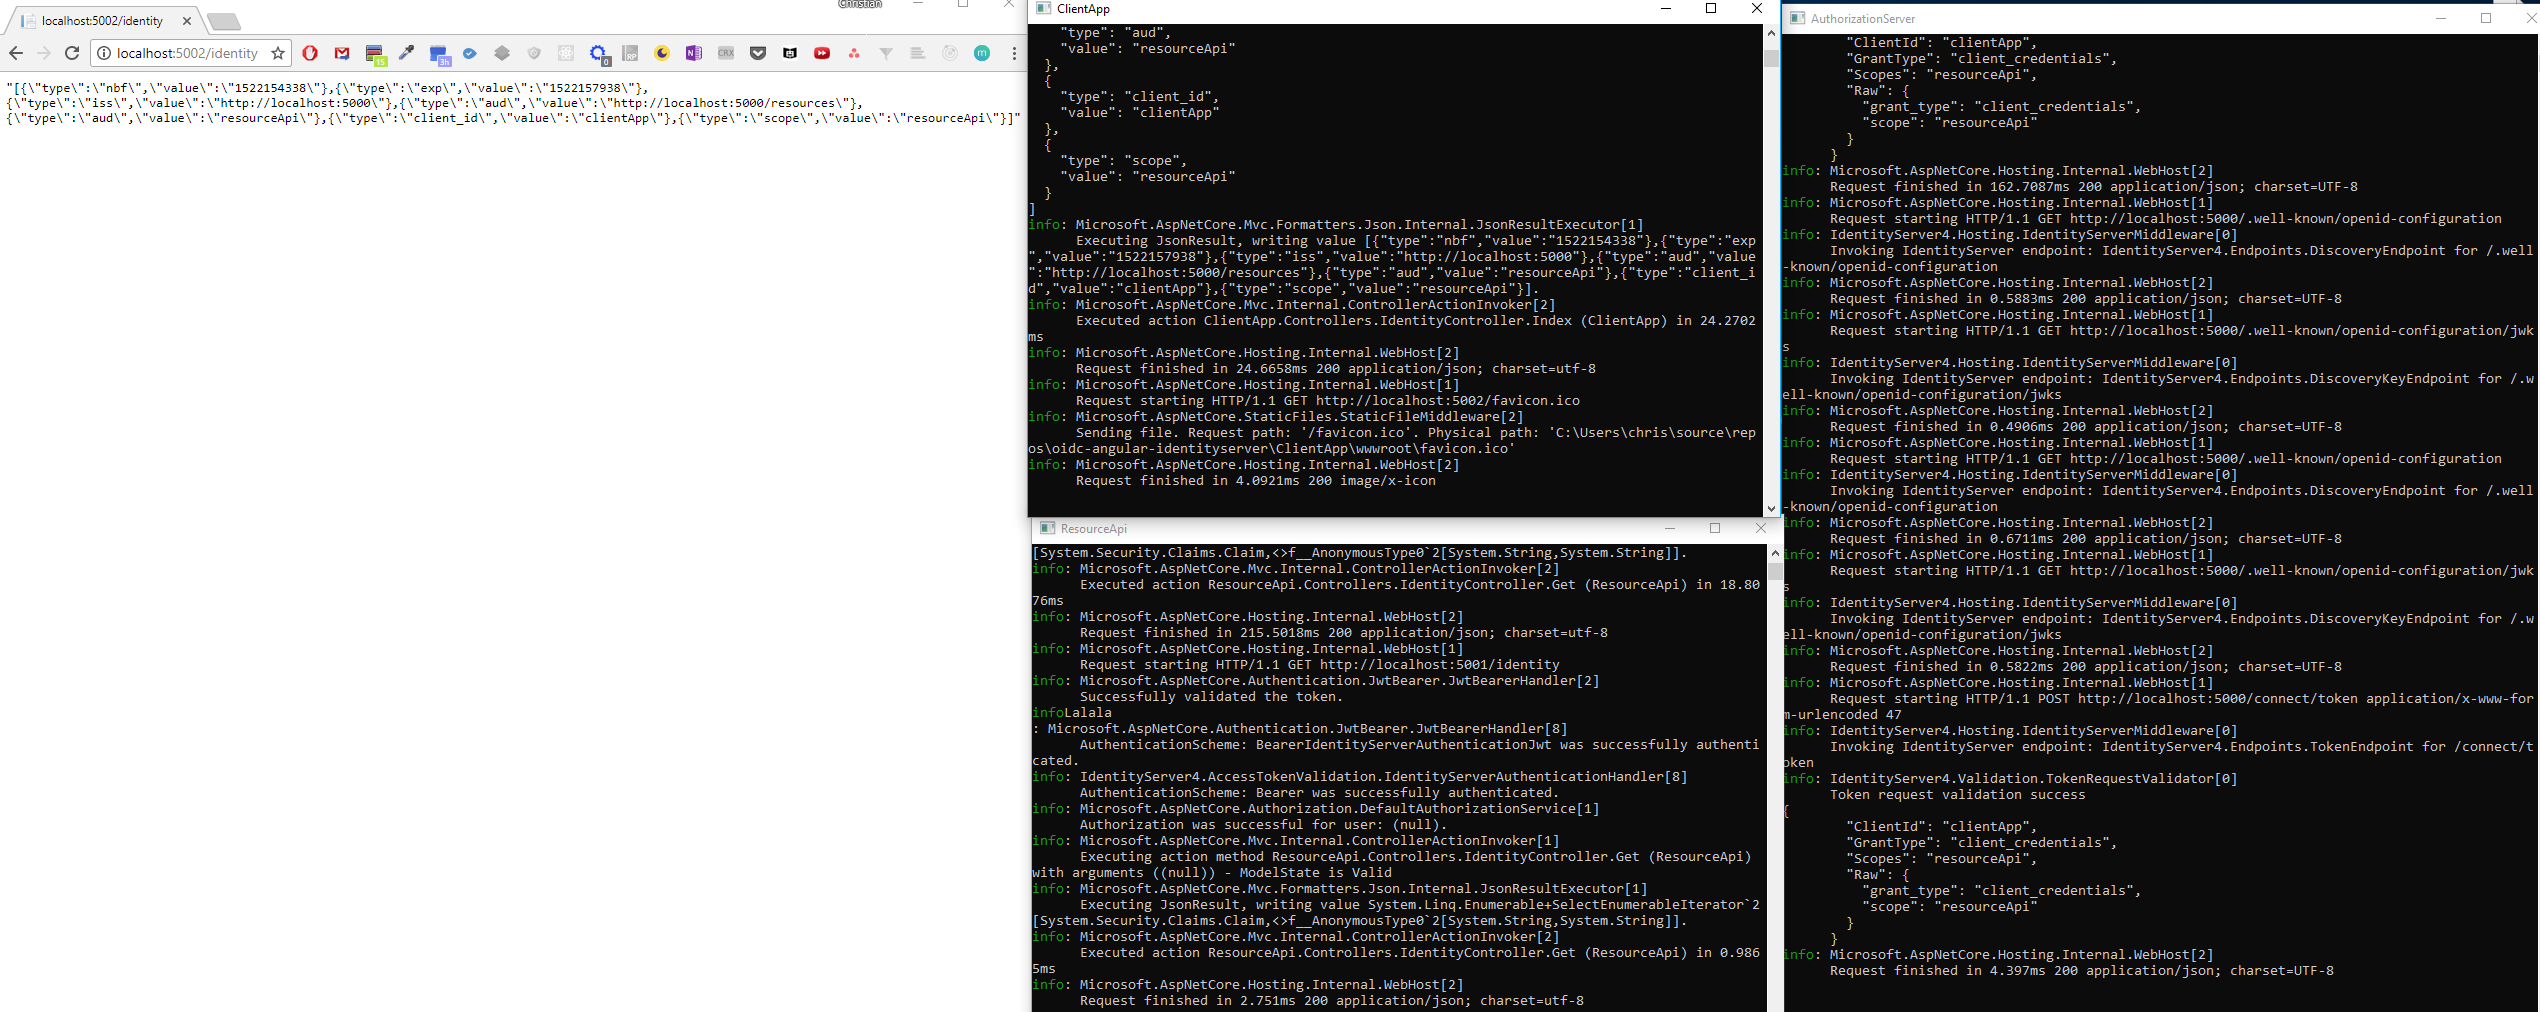 localhost:5002/identity
Christian
localhost:5002/identity
15
3h
0
RP
CRX
m
"[{\"type\":\"nbf\",\"value\":\"1522154338\"},{\"type\":\"exp\",\"value\":\"1522157938\"},
{\"type\":\"iss\",\"value\":\"http://localhost:5000\"},{\"type\":\"aud\",\"value\":\"http://localhost:5000/resources\"},
{\"type\":\"aud\",\"value\":\"resourceApi\"},{\"type\":\"client_id\",\"value\":\"clientApp\"},{\"type\":\"scope\",\"value\":\"resourceApi\"}]"
ClientApp
"type": "aud",
"value": "resourceApi"
},
{
"type": "client_id",
"value": "clientApp"
},
{
"type": "scope",
"value": "resourceApi"
}
]
info: Microsoft.AspNetCore.Mvc.Formatters.Json.Internal.JsonResultExecutor[1]
Executing JsonResult, writing value [{"type":"nbf","value":"1522154338"},{"type":"exp
","value":"1522157938"},{"type":"iss","value":"http://localhost:5000"},{"type":"aud","value
":"http://localhost:5000/resources"},{"type":"aud","value":"resourceApi"},{"type":"client_i
d","value":"clientApp"},{"type":"scope","value":"resourceApi"}].
info: Microsoft.AspNetCore.Mvc.Internal.ControllerActionInvoker[2]
Executed action ClientApp.Controllers.IdentityController.Index (ClientApp) in 24.2702
ms
info: Microsoft.AspNetCore.Hosting.Internal.WebHost[2]
Request finished in 24.6658ms 200 application/json; charset=utf-8
info: Microsoft.AspNetCore.Hosting.Internal.WebHost[1]
Request starting HTTP/1.1 GET http://localhost:5002/favicon.ico
info: Microsoft.AspNetCore.StaticFiles.StaticFileMiddleware[2]
Sending file. Request path: '/favicon.ico'. Physical path: 'C:\Users\chris\source\rep
os\oidc-angular-identityserver\ClientApp\wwwroot\favicon.ico'
info: Microsoft.AspNetCore.Hosting.Internal.WebHost[2]
Request finished in 4.0921ms 200 image/x-icon
ResourceApi
[System.Security.Claims.Claim,<>f__AnonymousType0`2[System.String,System.String]].
info: Microsoft.AspNetCore.Mvc.Internal.ControllerActionInvoker[2]
Executed action ResourceApi.Controllers.IdentityController.Get (ResourceApi) in 18.80
76ms
info: Microsoft.AspNetCore.Hosting.Internal.WebHost[2]
Request finished in 215.5018ms 200 application/json; charset=utf-8
info: Microsoft.AspNetCore.Hosting.Internal.WebHost[1]
Request starting HTTP/1.1 GET http://localhost:5001/identity
info: Microsoft.AspNetCore.Authentication.JwtBearer.JwtBearerHandler[2]
Successfully validated the token.
infoLalala
: Microsoft.AspNetCore.Authentication.JwtBearer.JwtBearerHandler[8]
AuthenticationScheme: BearerIdentityServerAuthenticationJwt was successfully authenti
cated.
info: IdentityServer4.AccessTokenValidation.IdentityServerAuthenticationHandler[8]
AuthenticationScheme: Bearer was successfully authenticated.
info: Microsoft.AspNetCore.Authorization.DefaultAuthorizationService[1]
Authorization was successful for user: (null).
info: Microsoft.AspNetCore.Mvc.Internal.ControllerActionInvoker[1]
Executing action method ResourceApi.Controllers.IdentityController.Get (ResourceApi)
with arguments ((null)) - ModelState is Valid
info: Microsoft.AspNetCore.Mvc.Formatters.Json.Internal.JsonResultExecutor[1]
Executing JsonResult, writing value System.Linq.Enumerable+SelectEnumerableIterator`2
[System.Security.Claims.Claim,<>f__AnonymousType0`2[System.String,System.String]].
info: Microsoft.AspNetCore.Mvc.Internal.ControllerActionInvoker[2]
Executed action ResourceApi.Controllers.IdentityController.Get (ResourceApi) in 0.986
5ms
info: Microsoft.AspNetCore.Hosting.Internal.WebHost[2]
Request finished in 2.751ms 200 application/json; charset=utf-8
AuthorizationServer
"ClientId": "clientApp",
"GrantType": "client_credentials",
"Scopes": "resourceApi",
"Raw": {
"grant_type": "client_credentials",
"scope": "resourceApi"
}
}
info: Microsoft.AspNetCore.Hosting.Internal.WebHost[2]
Request finished in 162.7087ms 200 application/json; charset=UTF-8
info: Microsoft.AspNetCore.Hosting.Internal.WebHost[1]
Request starting HTTP/1.1 GET http://localhost:5000/.well-known/openid-configuration
info: IdentityServer4.Hosting.IdentityServerMiddleware[0]
Invoking IdentityServer endpoint: IdentityServer4.Endpoints.DiscoveryEndpoint for /.well
-known/openid-configuration
info: Microsoft.AspNetCore.Hosting.Internal.WebHost[2]
Request finished in 0.5883ms 200 application/json; charset=UTF-8
info: Microsoft.AspNetCore.Hosting.Internal.WebHost[1]
Request starting HTTP/1.1 GET http://localhost:5000/.well-known/openid-configuration/jwk
s
info: IdentityServer4.Hosting.IdentityServerMiddleware[0]
Invoking IdentityServer endpoint: IdentityServer4.Endpoints.DiscoveryKeyEndpoint for /.w
ell-known/openid-configuration/jwks
info: Microsoft.AspNetCore.Hosting.Internal.WebHost[2]
Request finished in 0.4906ms 200 application/json; charset=UTF-8
info: Microsoft.AspNetCore.Hosting.Internal.WebHost[1]
Request starting HTTP/1.1 GET http://localhost:5000/.well-known/openid-configuration
info: IdentityServer4.Hosting.IdentityServerMiddleware[0]
Invoking IdentityServer endpoint: IdentityServer4.Endpoints.DiscoveryEndpoint for /.well
-known/openid-configuration
info: Microsoft.AspNetCore.Hosting.Internal.WebHost[2]
Request finished in 0.6711ms 200 application/json; charset=UTF-8
info: Microsoft.AspNetCore.Hosting.Internal.WebHost[1]
Request starting HTTP/1.1 GET http://localhost:5000/.well-known/openid-configuration/jwk
s
info: IdentityServer4.Hosting.IdentityServerMiddleware[0]
Invoking IdentityServer endpoint: IdentityServer4.Endpoints.DiscoveryKeyEndpoint for /.w
ell-known/openid-configuration/jwks
info: Microsoft.AspNetCore.Hosting.Internal.WebHost[2]
Request finished in 0.5822ms 200 application/json; charset=UTF-8
info: Microsoft.AspNetCore.Hosting.Internal.WebHost[1]
Request starting HTTP/1.1 POST http://localhost:5000/connect/token application/x-www-for
m-urlencoded 47
info: IdentityServer4.Hosting.IdentityServerMiddleware[0]
Invoking IdentityServer endpoint: IdentityServer4.Endpoints.TokenEndpoint for /connect/t
oken
info: IdentityServer4.Validation.TokenRequestValidator[0]
Token request validation success
{
"ClientId": "clientApp",
"GrantType": "client_credentials",
"Scopes": "resourceApi",
"Raw": {
"grant_type": "client_credentials",
"scope": "resourceApi"
}
}
info: Microsoft.AspNetCore.Hosting.Internal.WebHost[2]
Request finished in 4.397ms 200 application/json; charset=UTF-8